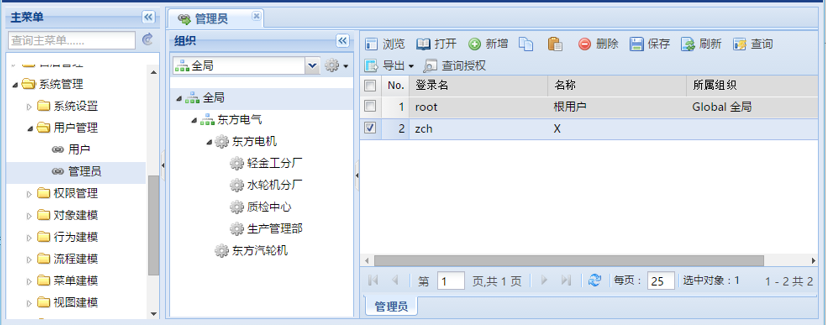 主菜单
查询主菜单......
系统管理
系统设置
用户管理
用户
管理员
权限管理
对象建模
行为建模
流程建模
菜单建模
视图建模
管理员
组织
全局
全局
东方电气
东方电机
轻金工分厂
水轮机分厂
质检中心
生产管理部
东方汽轮机
浏览 打开 新增 删除 保存 刷新 查询
导出 查询授权
No. 登录名 名称 所属组织
1 root 根用户 Global 全局
2 zch X
第 1 页,共 1 页 每页： 25 选中对象：1 1 - 2 共 2
管理员